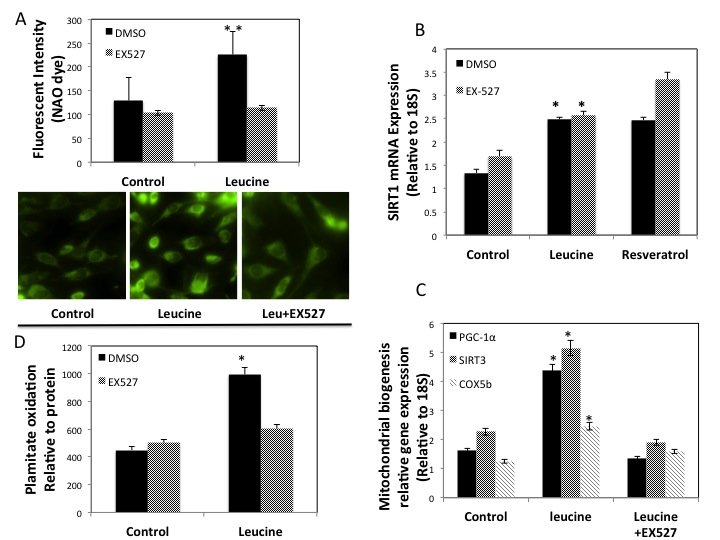 A
Fluorescent Intensity
(NAO dye)
300
250
200
150
100
50
0
DMSO
EX527
* *
Control Leucine
Control Leucine Leu+EX527
B
SIRT1 mRNA Expression
(Relative to 18S)
4
3.5
3
2.5
2
1.5
1
0.5
0
DMSO
EX-527
* *
Control Leucine Resveratrol
C
Mitochondrial biogenesis
relative gene expression
(Relative to 18S)
6
5
4
3
2
1
0
PGC-1α
SIRT3
COX5b
*
*
*
Control leucine Leucine
+EX527
D
Plamitate oxidation
Relative to protein
1200
1000
800
600
400
200
0
DMSO
EX527
*
Control Leucine